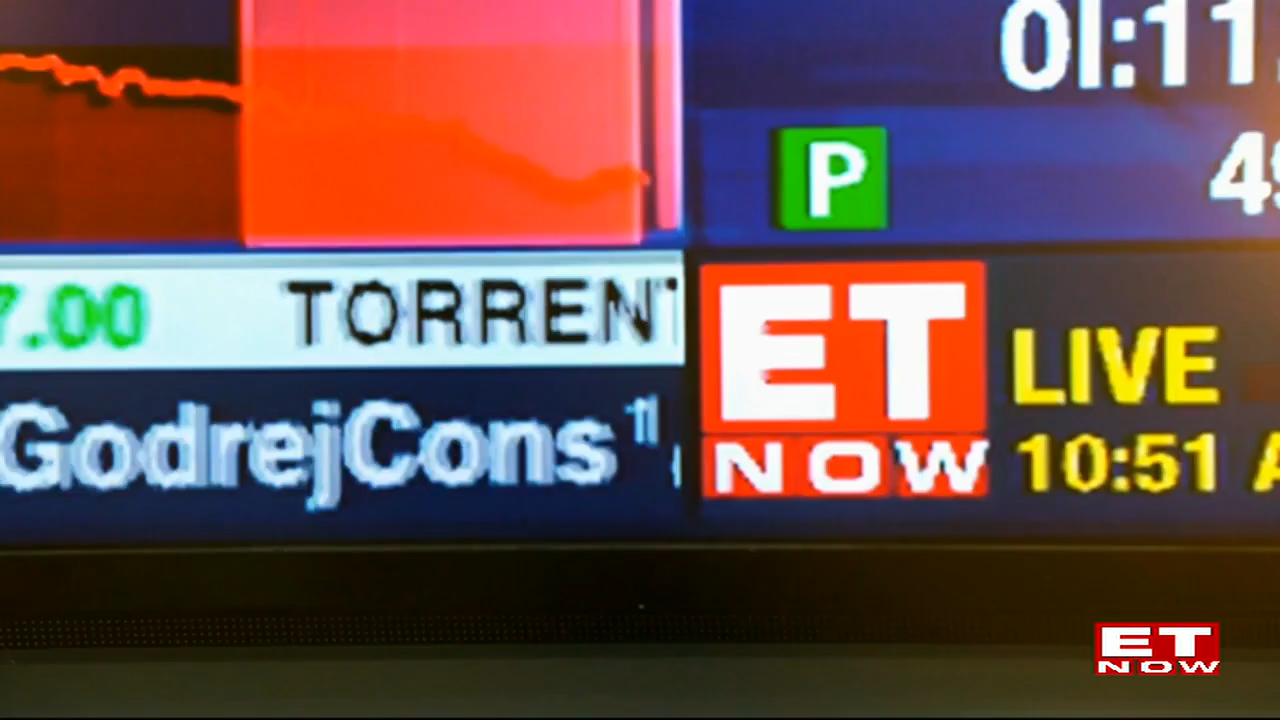 01:11
P
7.00 TORRENT
GodrejCons
ET
NOW
LIVE
10:51 A
ET
NOW